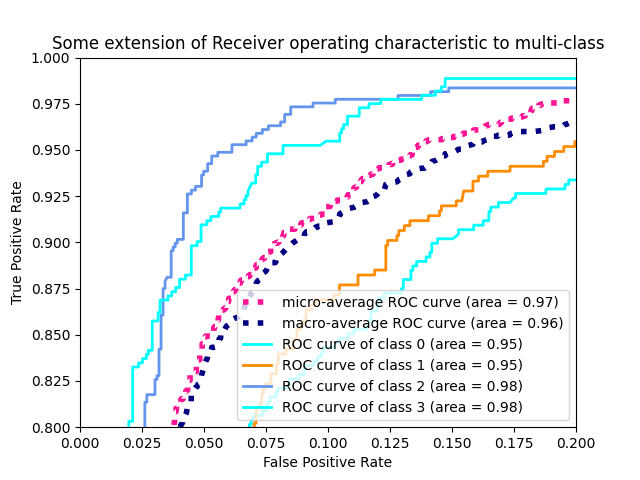 Some extension of Receiver operating characteristic to multi-class
True Positive Rate
1.000
0.975
0.950
0.925
0.900
0.875
0.850
0.825
0.800
micro-average ROC curve (area = 0.97)
macro-average ROC curve (area = 0.96)
ROC curve of class 0 (area = 0.95)
ROC curve of class 1 (area = 0.95)
ROC curve of class 2 (area = 0.98)
ROC curve of class 3 (area = 0.98)
0.000 0.025 0.050 0.075 0.100 0.125 0.150 0.175 0.200
False Positive Rate